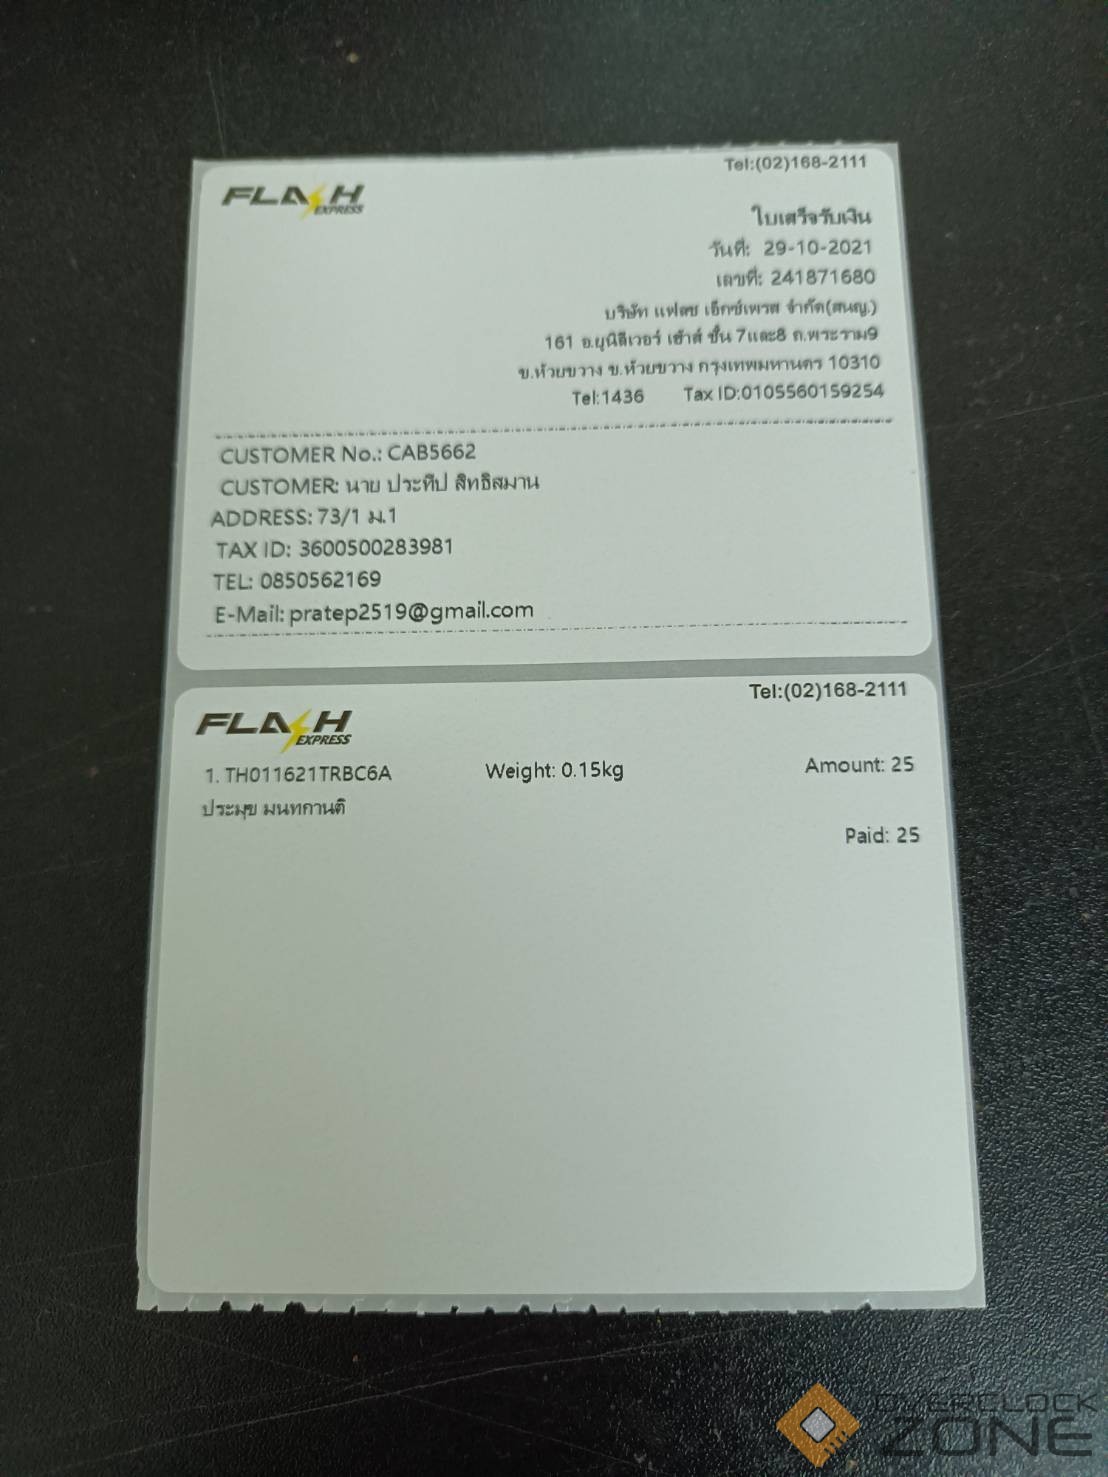 Tel:(02)168-2111
FLASH EXPRESS
ใบเสร็จรับเงิน
วันที่: 29-10-2021
เลขที่: 241871680
บริษัท แฟลช เอ็กซ์เพรส จำกัด(สนญ.)
161 อ.ยูนิลีเวอร์ เฮ้าส์ ชั้น 7และ8 ถ.พระราม9
ข.ห้วยขวาง ข.ห้วยขวาง กรุงเทพมหานคร 10310
Tel:1436 Tax ID:0105560159254
CUSTOMER No.: CAB5662
CUSTOMER: นาย ประทีป สิทธิสมาน
ADDRESS: 73/1 ม.1
TAX ID: 3600500283981
TEL: 0850562169
E-Mail: pratep2519@gmail.com
Tel:(02)168-2111
FLASH EXPRESS
1. TH011621TRBC6A Weight: 0.15kg Amount: 25
ประมุข มนทกานติ
Paid: 25
OVERCLOCK
ZONE